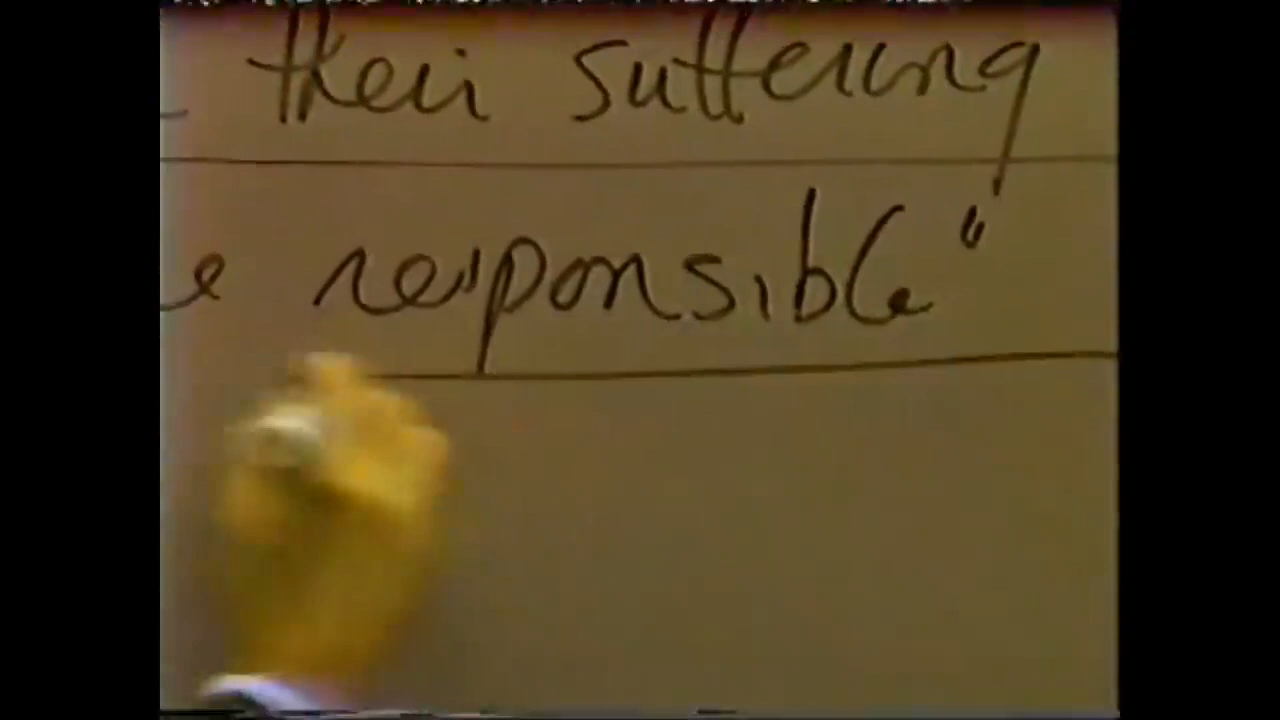 their suffering
e responsible"